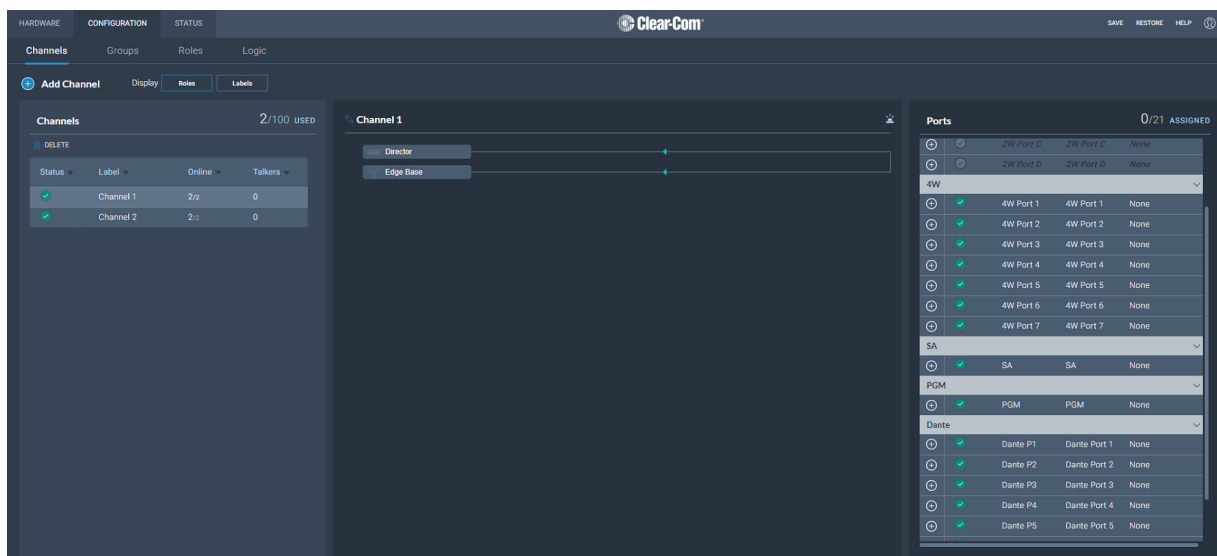 HARDWARE CONFIGURATION STATUS Clear-Com SAVE RESTORE HELP
Channels Groups Roles Logic
Add Channel Display Roles Labels
Channels 2/100 USED
DELETE
Status Label Online Talkers
Channel 1 2/2 0
Channel 2 2/2 0
Channel 1
Director
Edge Base
Ports 0/21 ASSIGNED
2W Port C 2W Port C None
2W Port D 2W Port D None
4W
4W Port 1 4W Port 1 None
4W Port 2 4W Port 2 None
4W Port 3 4W Port 3 None
4W Port 4 4W Port 4 None
4W Port 5 4W Port 5 None
4W Port 6 4W Port 6 None
4W Port 7 4W Port 7 None
SA
SA SA None
PGM
PGM PGM None
Dante
Dante P1 Dante Port 1 None
Dante P2 Dante Port 2 None
Dante P3 Dante Port 3 None
Dante P4 Dante Port 4 None
Dante P5 Dante Port 5 None